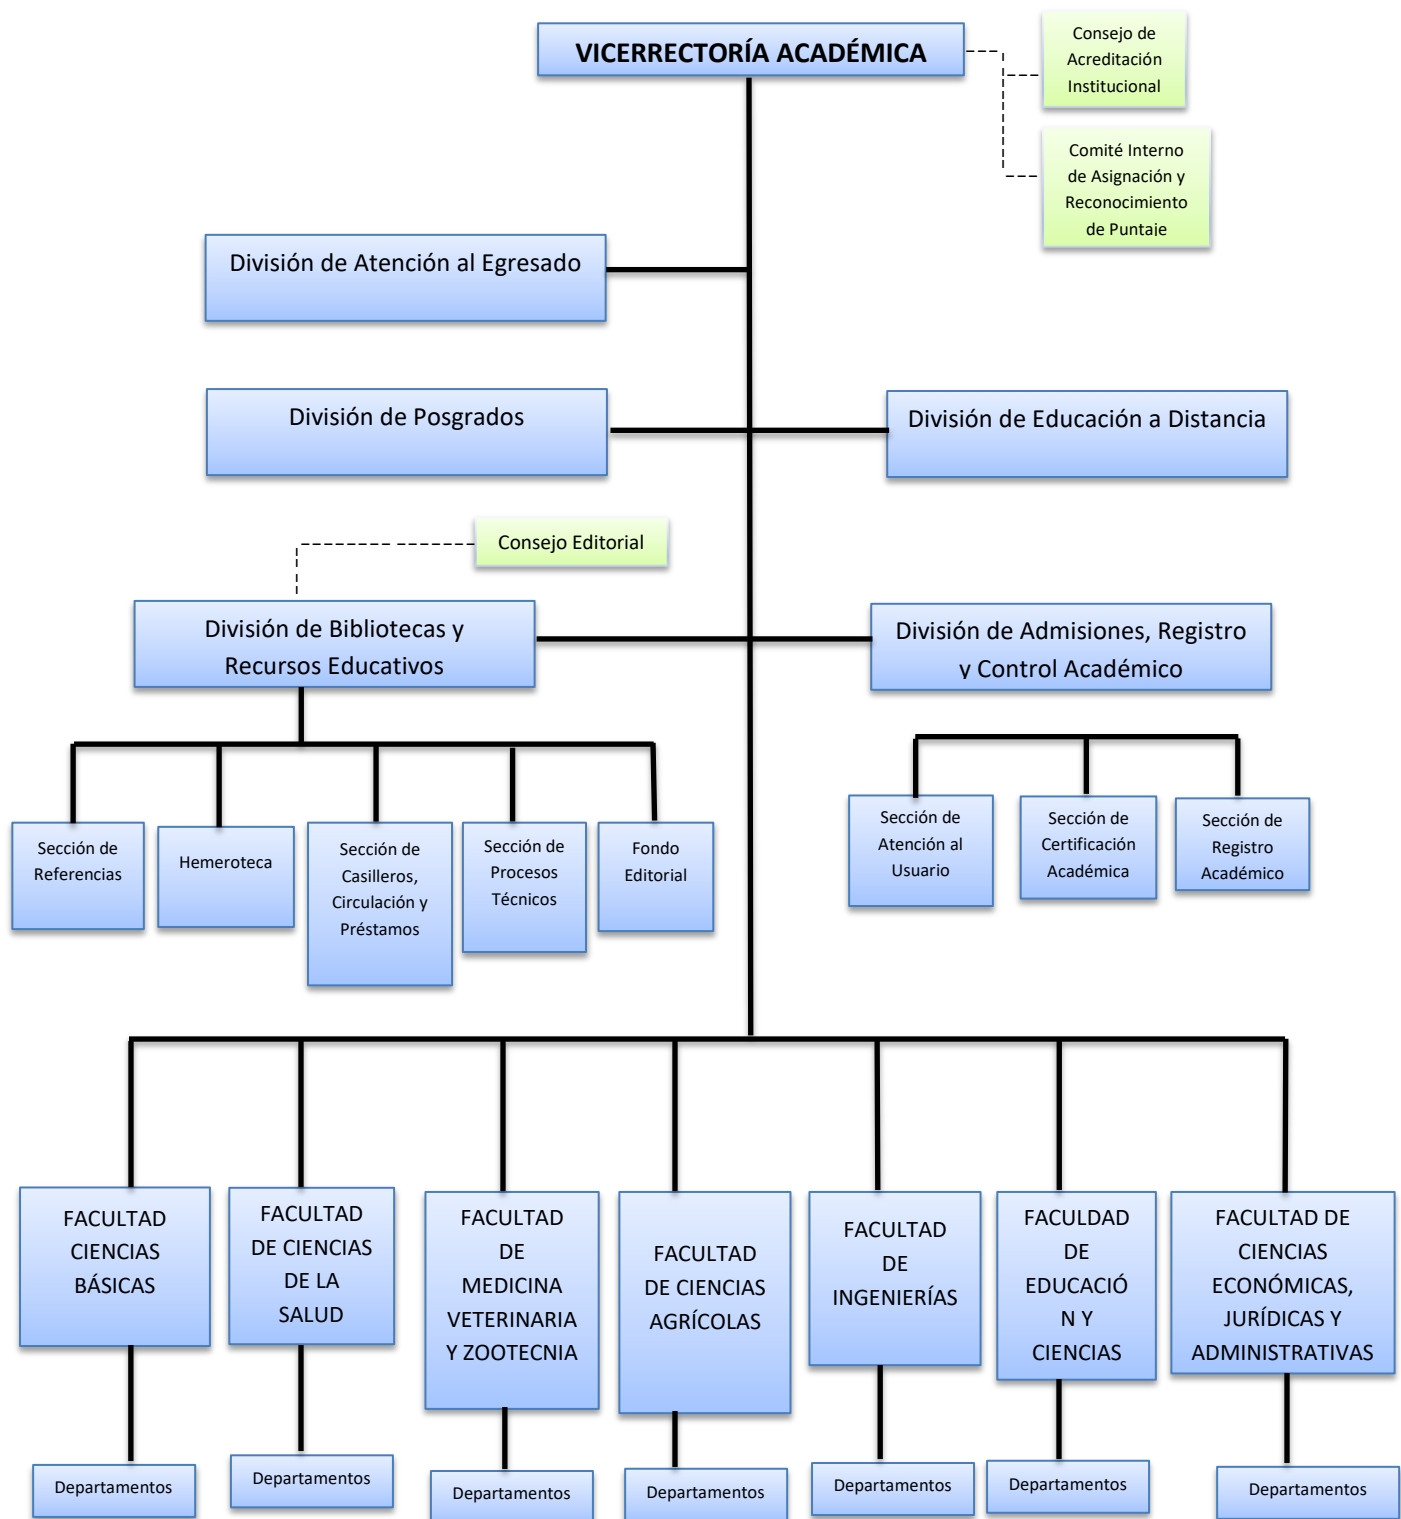 VICERRECTORÍA ACADÉMICA
Consejo de
Acreditación
Institucional
Comité Interno
de Asignación y
Reconocimiento
de Puntaje
División de Atención al Egresado
División de Posgrados
División de Educación a Distancia
Consejo Editorial
División de Bibliotecas y
Recursos Educativos
División de Admisiones, Registro
y Control Académico
Sección de
Referencias
Hemeroteca
Sección de
Casilleros,
Circulación y
Préstamos
Sección de
Procesos
Técnicos
Fondo
Editorial
Sección de
Atención al
Usuario
Sección de
Certificación
Académica
Sección de
Registro
Académico
FACULTAD
CIENCIAS
BÁSICAS
FACULTAD
DE CIENCIAS
DE LA
SALUD
FACULTAD
DE
MEDICINA
VETERINARIA
Y ZOOTECNIA
FACULTAD
DE CIENCIAS
AGRÍCOLAS
FACULTAD
DE
INGENIERÍAS
FACULDAD
DE
EDUCACIÓ
N Y
CIENCIAS
FACULTAD DE
CIENCIAS
ECONÓMICAS,
JURÍDICAS Y
ADMINISTRATIVAS
Departamentos
Departamentos
Departamentos
Departamentos
Departamentos
Departamentos
Departamentos